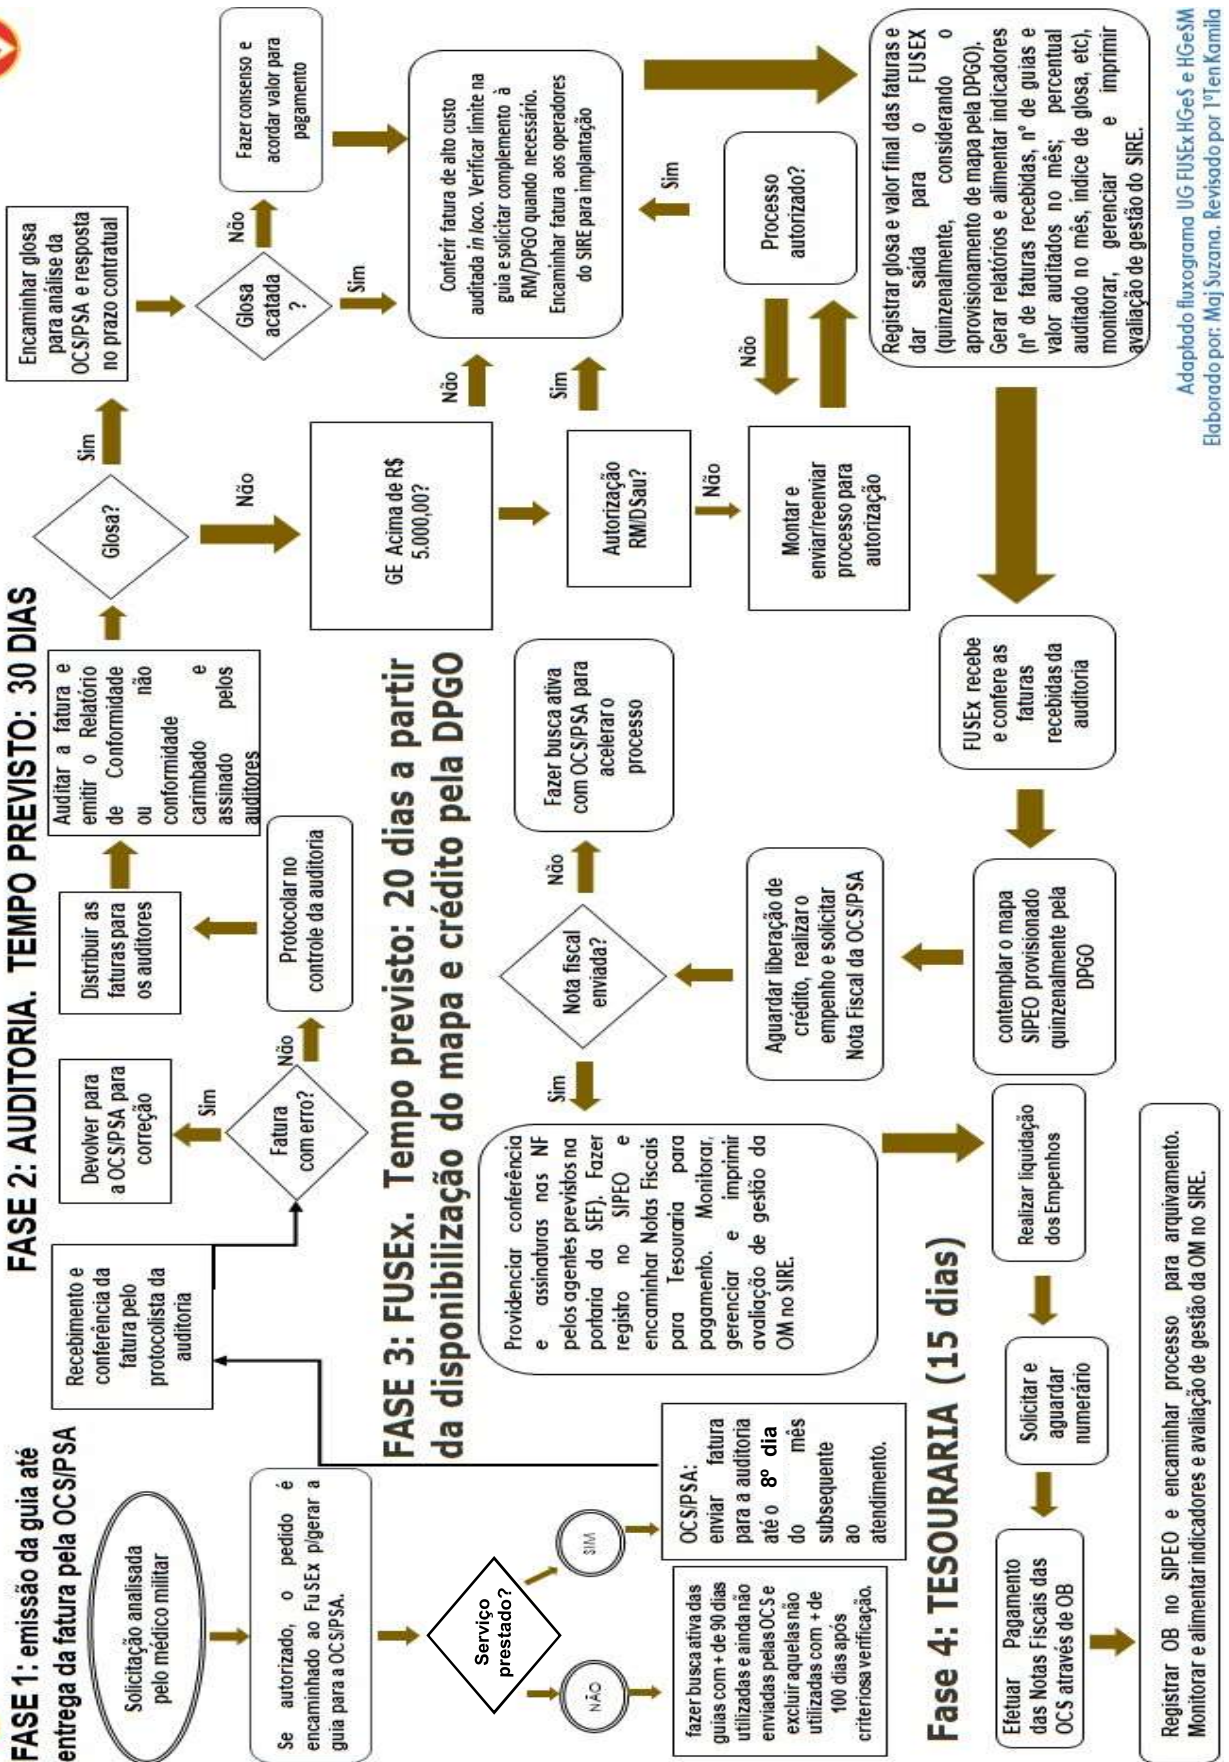 FASE 1: emissão da guia até
entrega da fatura pela OCS/PSA
Solicitação analisada
pelo médico militar
Se autorizado, o pedido é
encaminhado ao FuSEx p/gerar a
guia para a OCS/PSA.
Serviço
prestado?
NÃO
SIM
fazer busca ativa das
guias com + de 90 dias
utilizadas e ainda não
enviadas pelas OCS e
excluir aquelas não
utilizadas com + de
100 dias após
criteriosa verificação.
OCS/PSA:
enviar fatura
para a auditoria
até o 8º dia
do mês
subsequente
ao
atendimento.
FASE 2: AUDITORIA. TEMPO PREVISTO: 30 DIAS
Recebimento e
conferência da
fatura pelo
protocolista da
auditoria
Fatura
com erro?
Sim
Devolver para
a OCS/PSA para
correção
Não
Protocolar no
controle da auditoria
Distribuir as
faturas para
os auditores
Auditar a fatura e
emitir o Relatório
de Conformidade
ou não
conformidade
carimbado e
assinado pelos
auditores
Glosa?
Sim
Encaminhar glosa
para análise da
OCS/PSA e resposta
no prazo contratual
Glosa
acatada
?
Não
Fazer consenso e
acordar valor para
pagamento
Sim
Não
GE Acima de R$
5.000,00?
Não
Conferir fatura de alto custo
auditada in loco. Verificar limite na
guia e solicitar complemento à
RM/DPGO quando necessário.
Encaminhar fatura aos operadores
do SIRE para implantação
Autorização
RM/DSau?
Sim
Não
Montar e
enviar/reenviar
processo para
autorização
Não
Processo
autorizado?
Sim
Registrar glosa e valor final das faturas e
dar saída para o FUSEX
(quinzenalmente, considerando o
aprovisionamento de mapa pela DPGO).
Gerar relatórios e alimentar indicadores
(nº de faturas recebidas, nº de guias e
valor auditados no mês; percentual
auditado no mês, índice de glosa, etc),
monitorar, gerenciar e imprimir
avaliação de gestão do SIRE.
FASE 3: FUSEx. Tempo previsto: 20 dias a partir
da disponibilização do mapa e crédito pela DPGO
FUSEx recebe
e confere as
faturas
recebidas da
auditoria
contemplar o mapa
SIPEO provisionado
quinzenalmente pela
DPGO
Aguardar liberação de
crédito, realizar o
empenho e solicitar
Nota Fiscal da OCS/PSA
Nota fiscal
enviada?
Não
Fazer busca ativa
com OCS/PSA para
acelerar o
processo
Sim
Providenciar conferência
e assinaturas nas NF
pelos agentes previstos na
portaria da SEF). Fazer
registro no SIPEO e
encaminhar Notas Fiscais
para Tesouraria para
pagamento. Monitorar,
gerenciar e imprimir
avaliação de gestão da
OM no SIRE.
Fase 4: TESOURARIA (15 dias)
Realizar liquidação
dos Empenhos
Solicitar e
aguardar
numerário
Efetuar Pagamento
das Notas Fiscais das
OCS através de OB
Registrar OB no SIPEO e encaminhar processo para arquivamento.
Monitorar e alimentar indicadores e avaliação de gestão da OM no SIRE.
Adaptado fluxograma UG FUSEx HGeS e HGeSM
Elaborado por: Maj Suzana. Revisado por 1ºTen Kamila